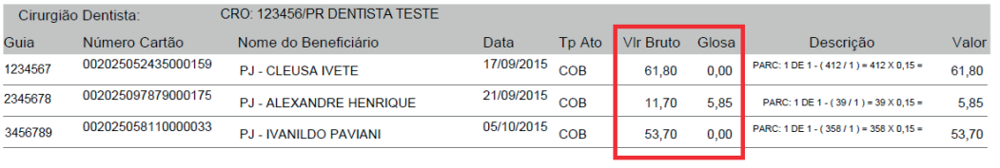 Cirurgião Dentista: CRO: 123456/PR DENTISTA TESTE
Guia Número Cartão Nome do Beneficiário Data Tp Ato Vlr Bruto Glosa Descrição Valor
1234567 002025052435000159 PJ - CLEUSA IVETE 17/09/2015 COB 61,80 0,00 PARC: 1 DE 1 - ( 412 / 1 ) = 412 X 0,15 = 61,80
2345678 002025097879000175 PJ - ALEXANDRE HENRIQUE 21/09/2015 COB 11,70 5,85 PARC: 1 DE 1 - ( 39 / 1 ) = 39 X 0,15 = 5,85
3456789 002025058110000033 PJ - IVANILDO PAVIANI 05/10/2015 COB 53,70 0,00 PARC: 1 DE 1 - ( 358 / 1 ) = 358 X 0,15 = 53,70